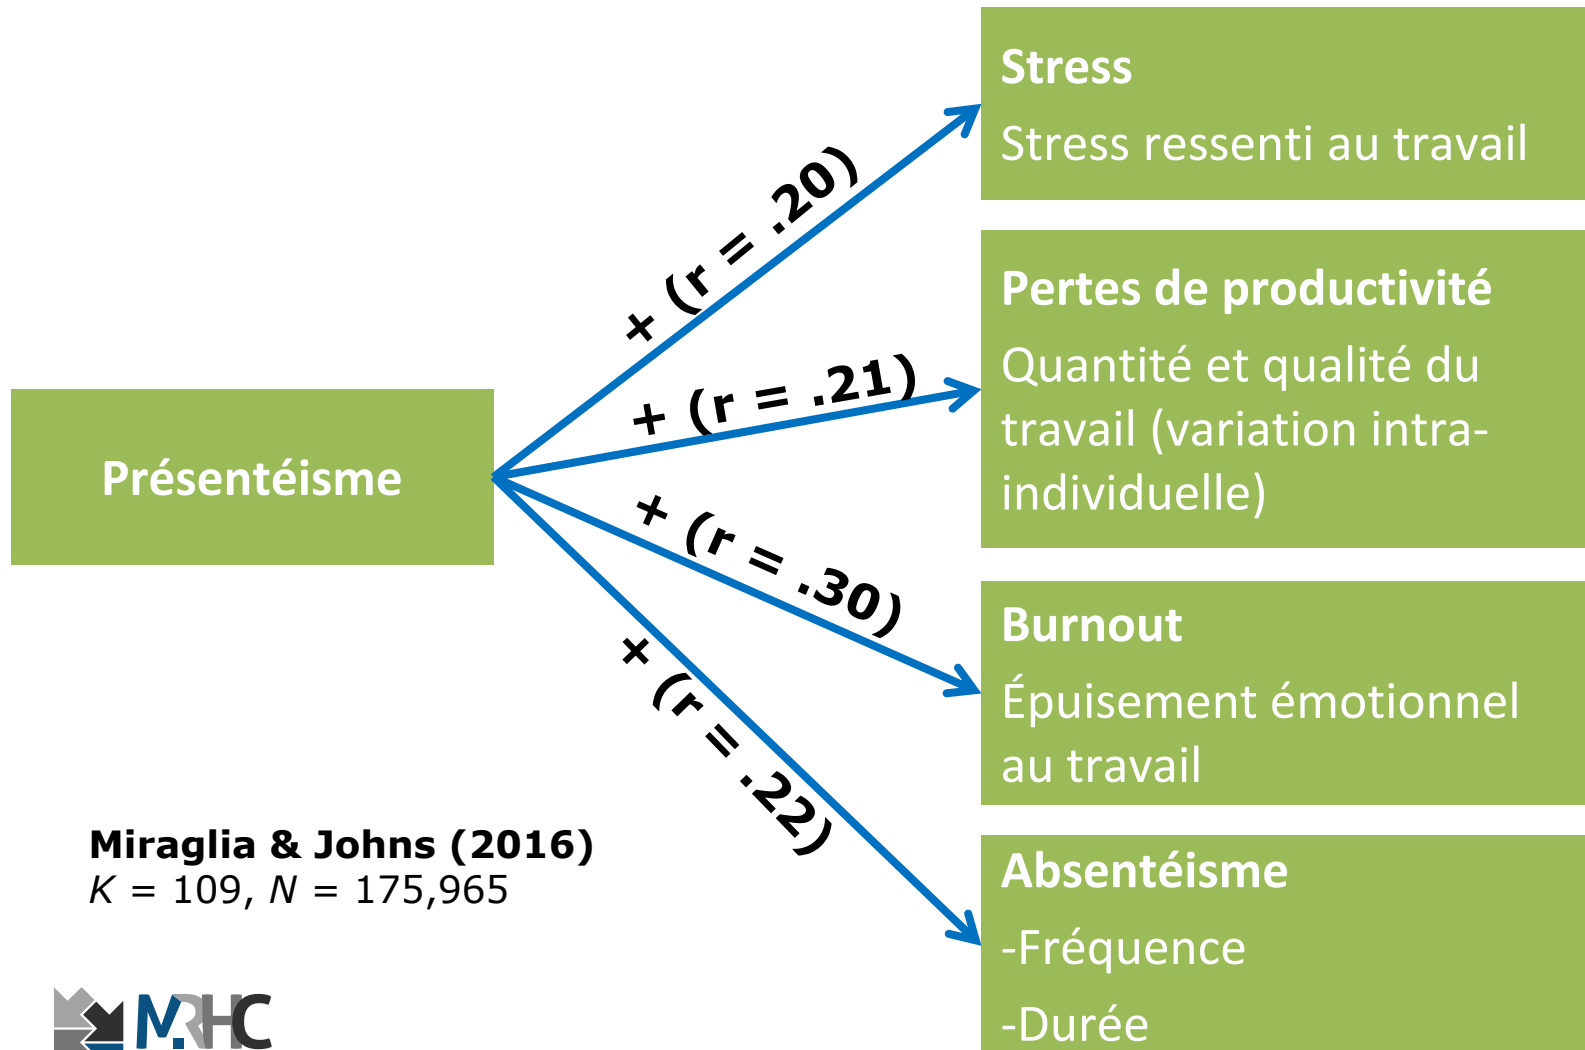 Stress
Stress ressenti au travail
+ (r = .20)
Pertes de productivité
Quantité et qualité du
travail (variation intra-
individuelle)
+ (r = .21)
Présentéisme
+ (r = .30)
Burnout
Épuisement émotionnel
au travail
+ (r = .22)
Absentéisme
-Fréquence
-Durée
Miraglia & Johns (2016)
K = 109, N = 175,965
MRHC